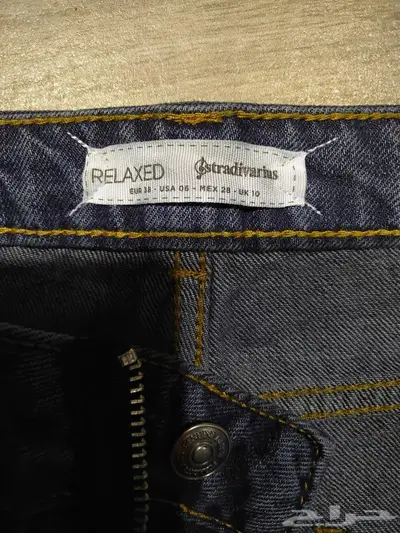 RELAXED stradivarius
EUR 38 - USA 06 - MEX 28 - UK 10
حراج